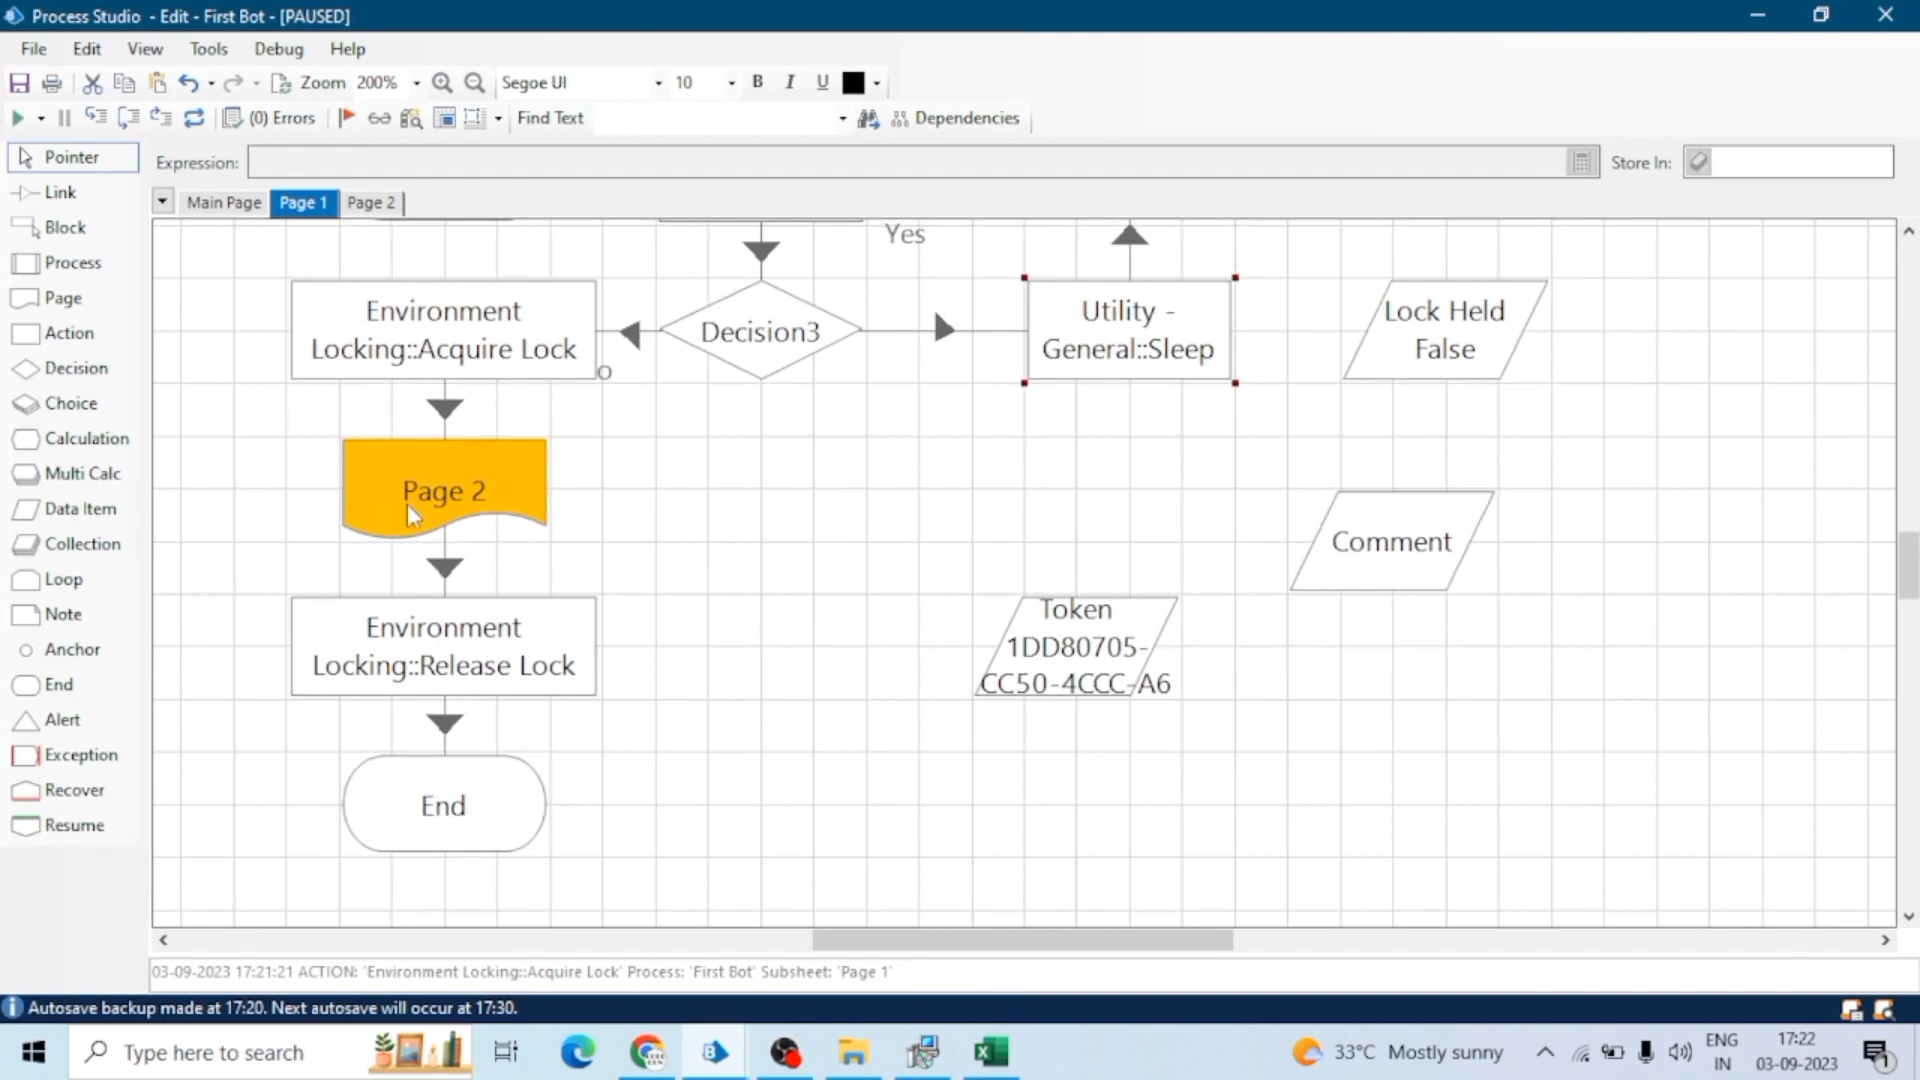 Process Studio - Edit - First Bot - [PAUSED]
File Edit View Tools Debug Help
Zoom 200% Segoe UI 10 B I U
(0) Errors Find Text Dependencies
Pointer
Link
Block
Process
Page
Action
Decision
Choice
Calculation
Multi Calc
Data Item
Collection
Loop
Note
Anchor
End
Alert
Exception
Recover
Resume
Expression:
Store In:
Main Page Page 1 Page 2
Yes
Environment
Locking::Acquire Lock
o
Decision3
Utility -
General::Sleep
Lock Held
False
Page 2
Comment
Environment
Locking::Release Lock
Token
1DD80705-
CC50-4CCC-A6
End
03-09-2023 17:21:21 ACTION: 'Environment Locking::Acquire Lock' Process: 'First Bot' Subsheet: 'Page 1'
Autosave backup made at 17:20. Next autosave will occur at 17:30.
Type here to search
33°C Mostly sunny
ENG
IN
17:22
03-09-2023
1